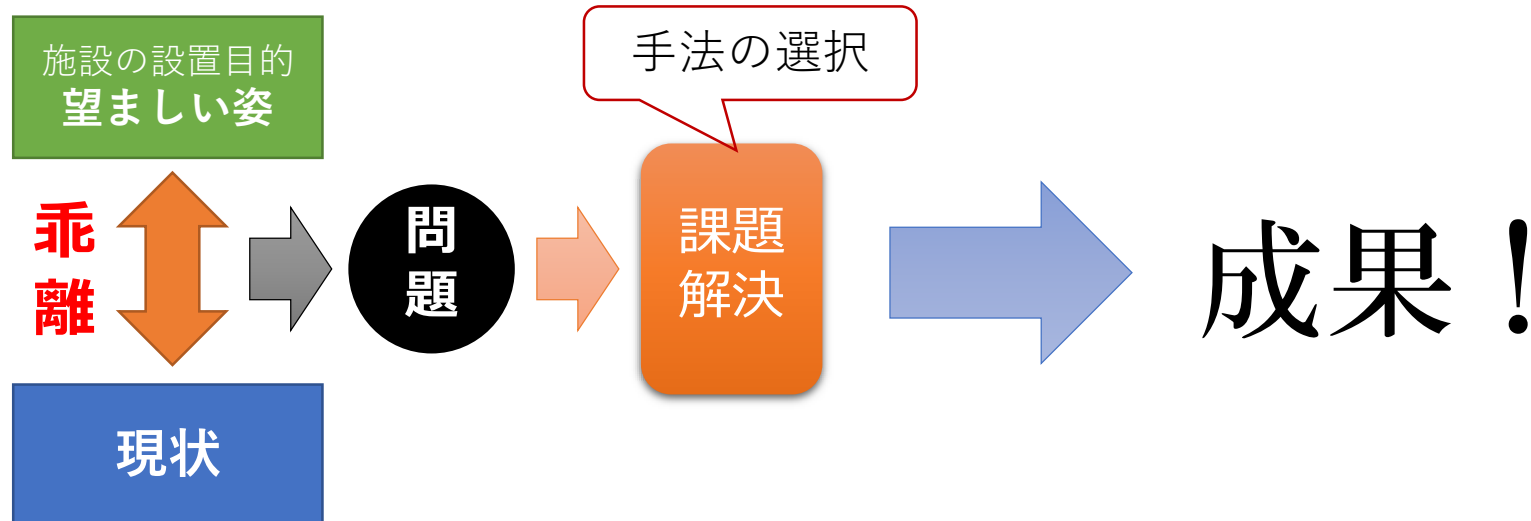 施設の設置目的
望ましい姿
乖離
現状
問題
手法の選択
課題
解決
成果！